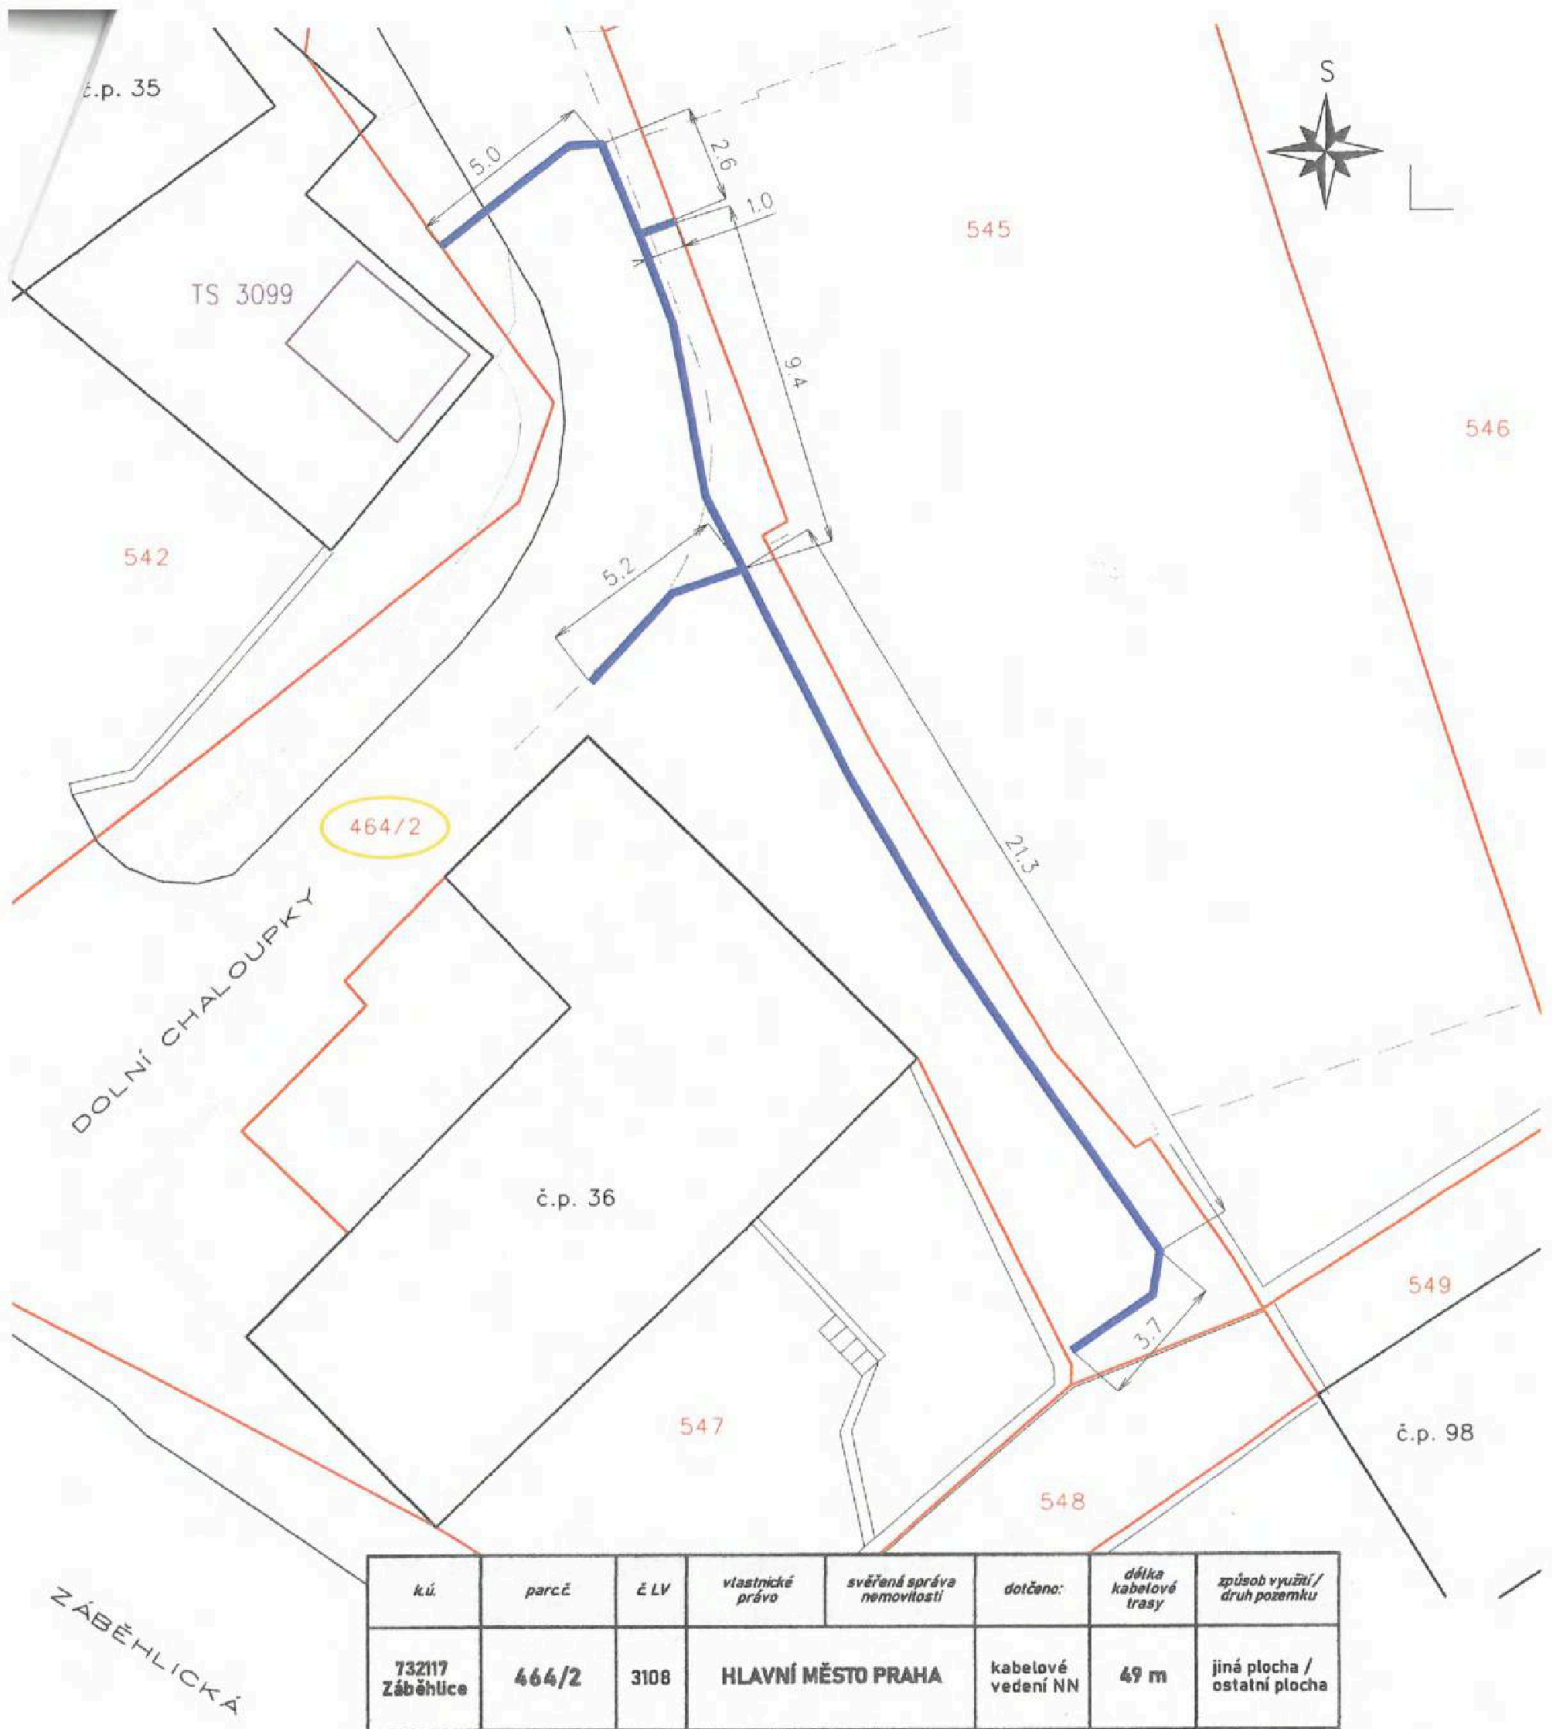 č.p. 35
S
5.0
2.6
1.0
545
TS 3099
9.4
546
542
5.2
464/2
21.3
DOLNÍ CHALOUPKY
č.p. 36
549
3.7
547
č.p. 98
548
ZÁBĚHLICKÁ
k.ú.
parc.č.
č. LV
vlastnické
právo
svěřená správa
nemovitosti
dotčeno:
délka
kabelové
trasy
způsob využití /
druh pozemku
732117
Záběhlice
464/2
3108
HLAVNÍ MĚSTO PRAHA
kabelové
vedení NN
49 m
jiná plocha /
ostatní plocha